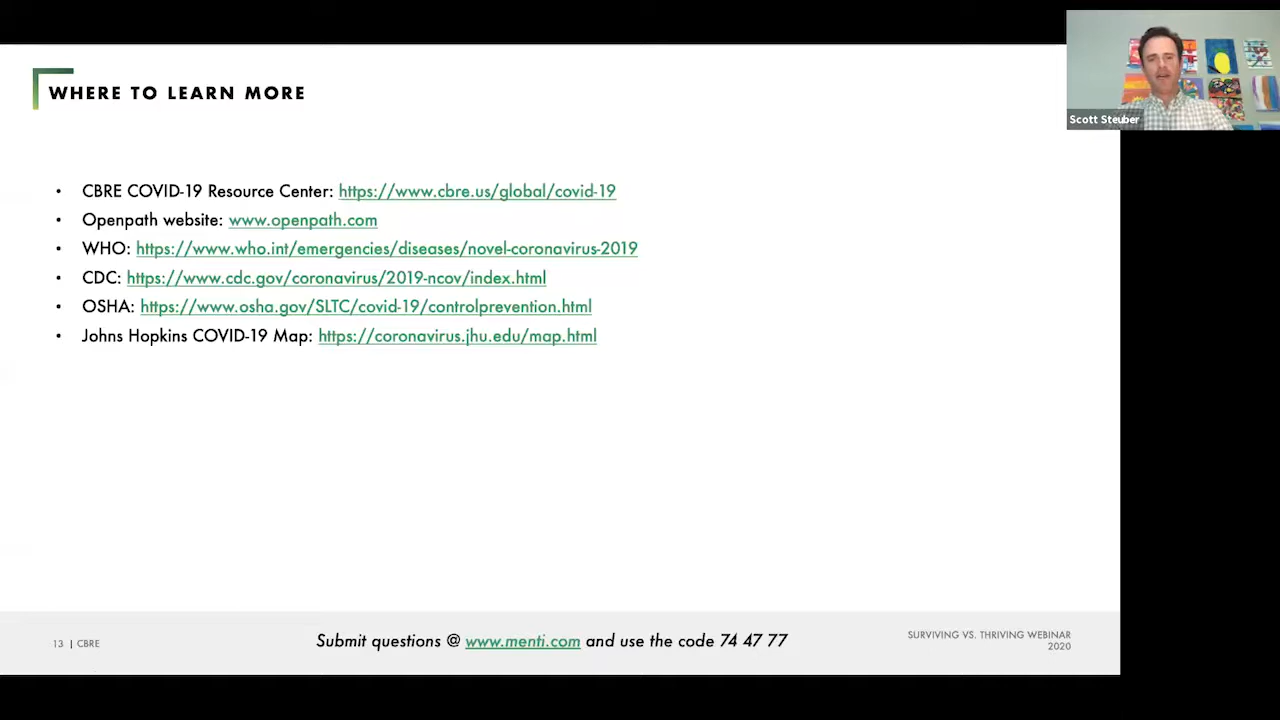 WHERE TO LEARN MORE
Scott Steuber
• CBRE COVID-19 Resource Center: https://www.cbre.us/global/covid-19
• Openpath website: www.openpath.com
• WHO: https://www.who.int/emergencies/diseases/novel-coronavirus-2019
• CDC: https://www.cdc.gov/coronavirus/2019-ncov/index.html
• OSHA: https://www.osha.gov/SLTC/covid-19/controlprevention.html
• Johns Hopkins COVID-19 Map: https://coronavirus.jhu.edu/map.html
13 | CBRE
Submit questions @ www.menti.com and use the code 74 47 77
SURVIVING VS. THRIVING WEBINAR
2020